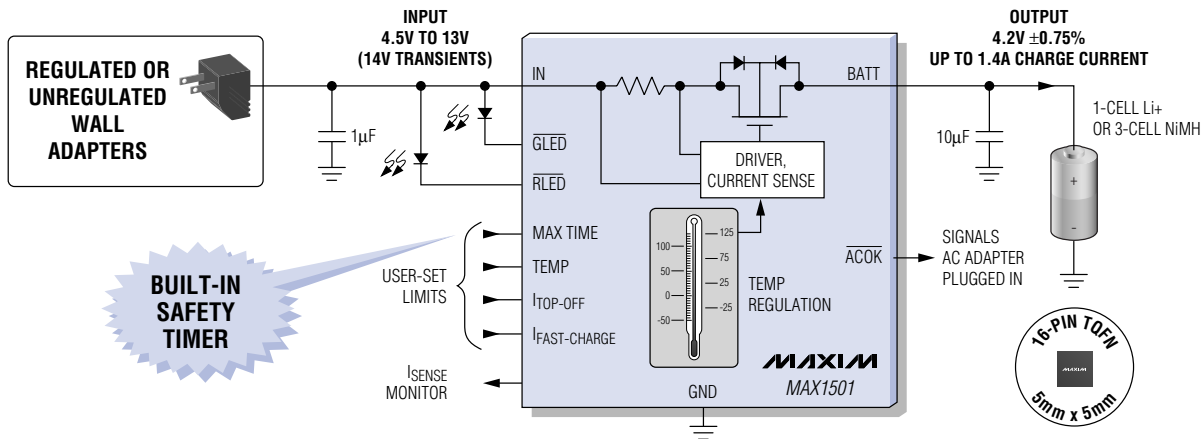 REGULATED OR
UNREGULATED
WALL
ADAPTERS
INPUT
4.5V TO 13V
(14V TRANSIENTS)
OUTPUT
4.2V ±0.75%
UP TO 1.4A CHARGE CURRENT
IN
BATT
1µF
GLED
RLED
DRIVER,
CURRENT SENSE
10µF
1-CELL Li+
OR 3-CELL NiMH
+
-
BUILT-IN
SAFETY
TIMER
USER-SET
LIMITS
MAX TIME
TEMP
ITOP-OFF
IFAST-CHARGE
ISENSE
MONITOR
100
50
0
-50
125
75
25
-25
TEMP
REGULATION
ACOK
SIGNALS
AC ADAPTER
PLUGGED IN
MAXIM
MAX1501
GND
16-PIN TQFN
MAXIM
5mm x 5mm